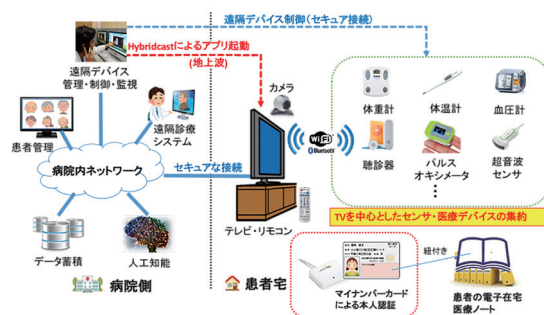 遠隔デバイス制御(セキュア接続)
Hybridcastによるアプリ起動
(地上波)
遠隔デバイス
管理・制御・監視
カメラ
体重計
体温計
血圧計
遠隔診療
システム
患者管理
WiFi
Bluetooth
聴診器
パルス
オキシメータ
超音波
センサ
病院内ネットワーク
セキュアな接続
テレビ・リモコン
TVを中心としたセンサ・医療デバイスの集約
データ蓄積
人工知能
紐付き
病院側
患者宅
マイナンバーカード
による本人認証
患者の電子在宅
医療ノート